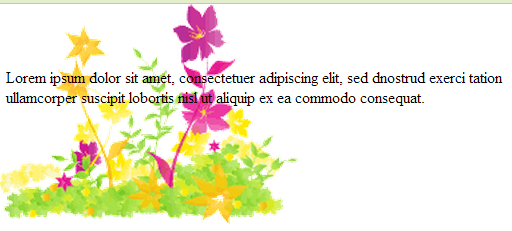 Lorem ipsum dolor sit amet, consectetuer adipiscing elit, sed dnostrud exerci tation
ullamcorper suscipit lobortis nisl ut aliquip ex ea commodo consequat.